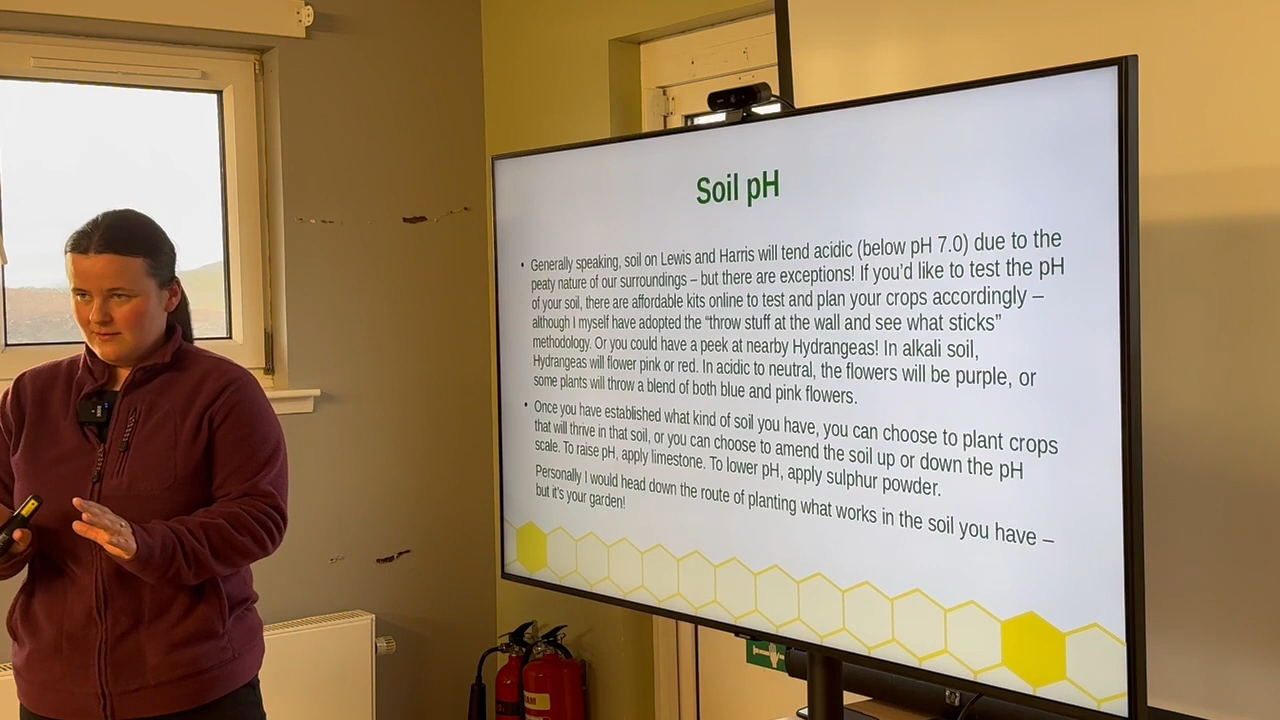 Soil pH
• Generally speaking, soil on Lewis and Harris will tend acidic (below pH 7.0) due to the
peaty nature of our surroundings – but there are exceptions! If you'd like to test the pH
of your soil, there are affordable kits online to test and plan your crops accordingly –
although I myself have adopted the “throw stuff at the wall and see what sticks”
methodology. Or you could have a peek at nearby Hydrangeas! In alkali soil,
Hydrangeas will flower pink or red. In acidic to neutral, the flowers will be purple, or
some plants will throw a blend of both blue and pink flowers.
• Once you have established what kind of soil you have, you can choose to plant crops
that will thrive in that soil, or you can choose to amend the soil up or down the pH
scale. To raise pH, apply limestone. To lower pH, apply sulphur powder.
Personally I would head down the route of planting what works in the soil you have –
but it's your garden!